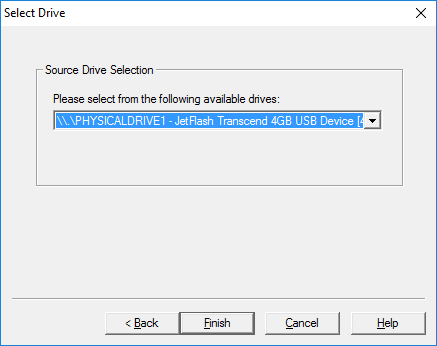 Select Drive
Source Drive Selection
Please select from the following available drives:
\\.\PHYSICALDRIVE1 - JetFlash Transcend 4GB USB Device [4
< Back
Finish
Cancel
Help